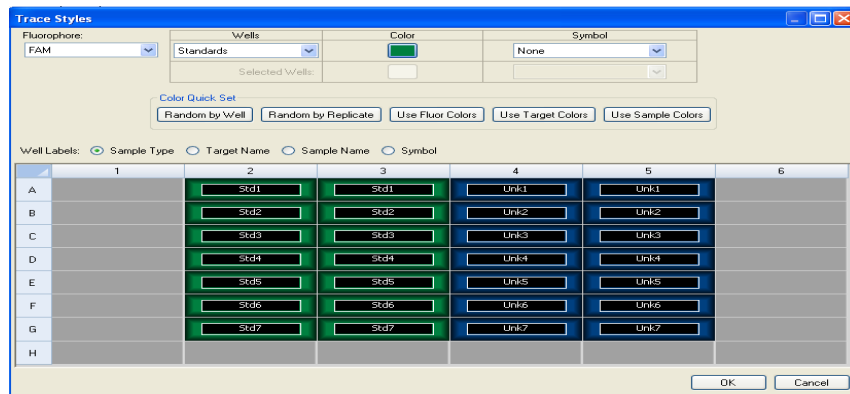 Trace Styles
Fluorophore: Wells Color Symbol
FAM Standards None
Selected Wells:
Color Quick Set
Random by Well Random by Replicate Use Fluor Colors Use Target Colors Use Sample Colors
Well Labels: Sample Type Target Name Sample Name Symbol
1 2 3 4 5 6
A Std1 Std1 Unk1 Unk1
B Std2 Std2 Unk2 Unk2
C Std3 Std3 Unk3 Unk3
D Std4 Std4 Unk4 Unk4
E Std5 Std5 Unk5 Unk5
F Std6 Std6 Unk6 Unk6
G Std7 Std7 Unk7 Unk7
H
OK Cancel